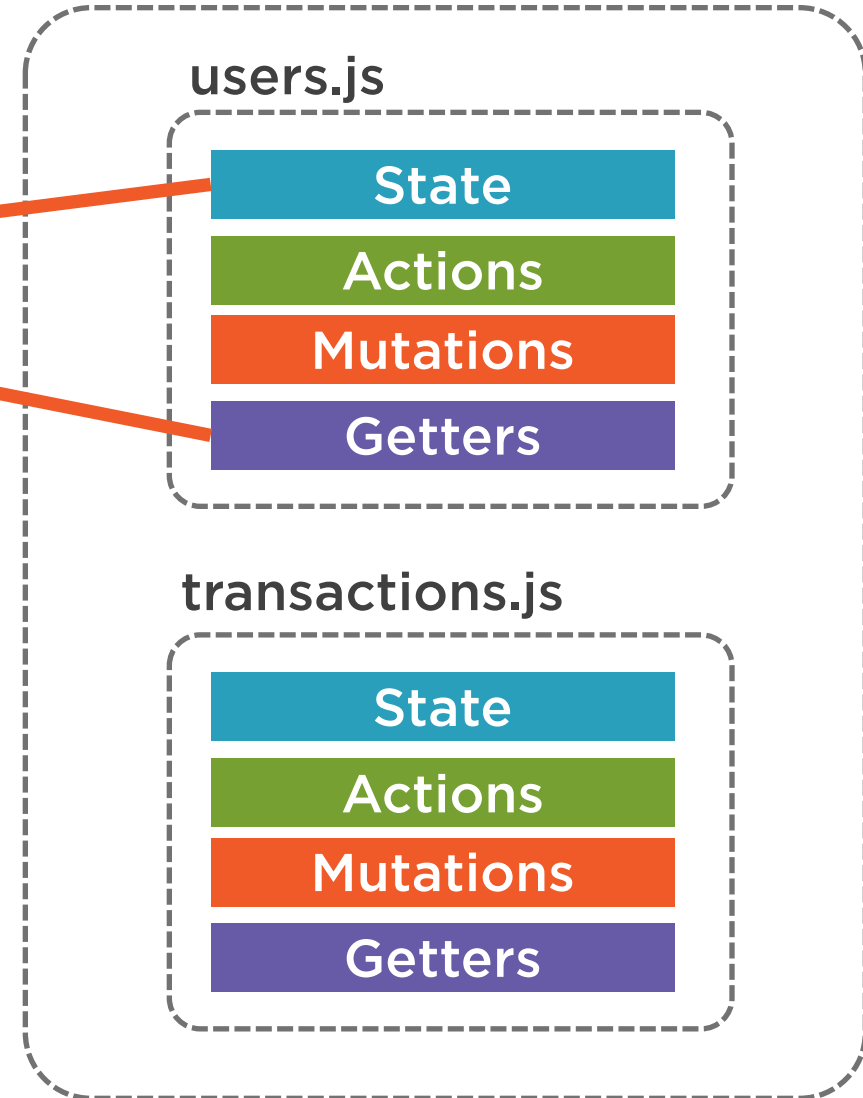 users.js
State
Actions
Mutations
Getters
transactions.js
State
Actions
Mutations
Getters